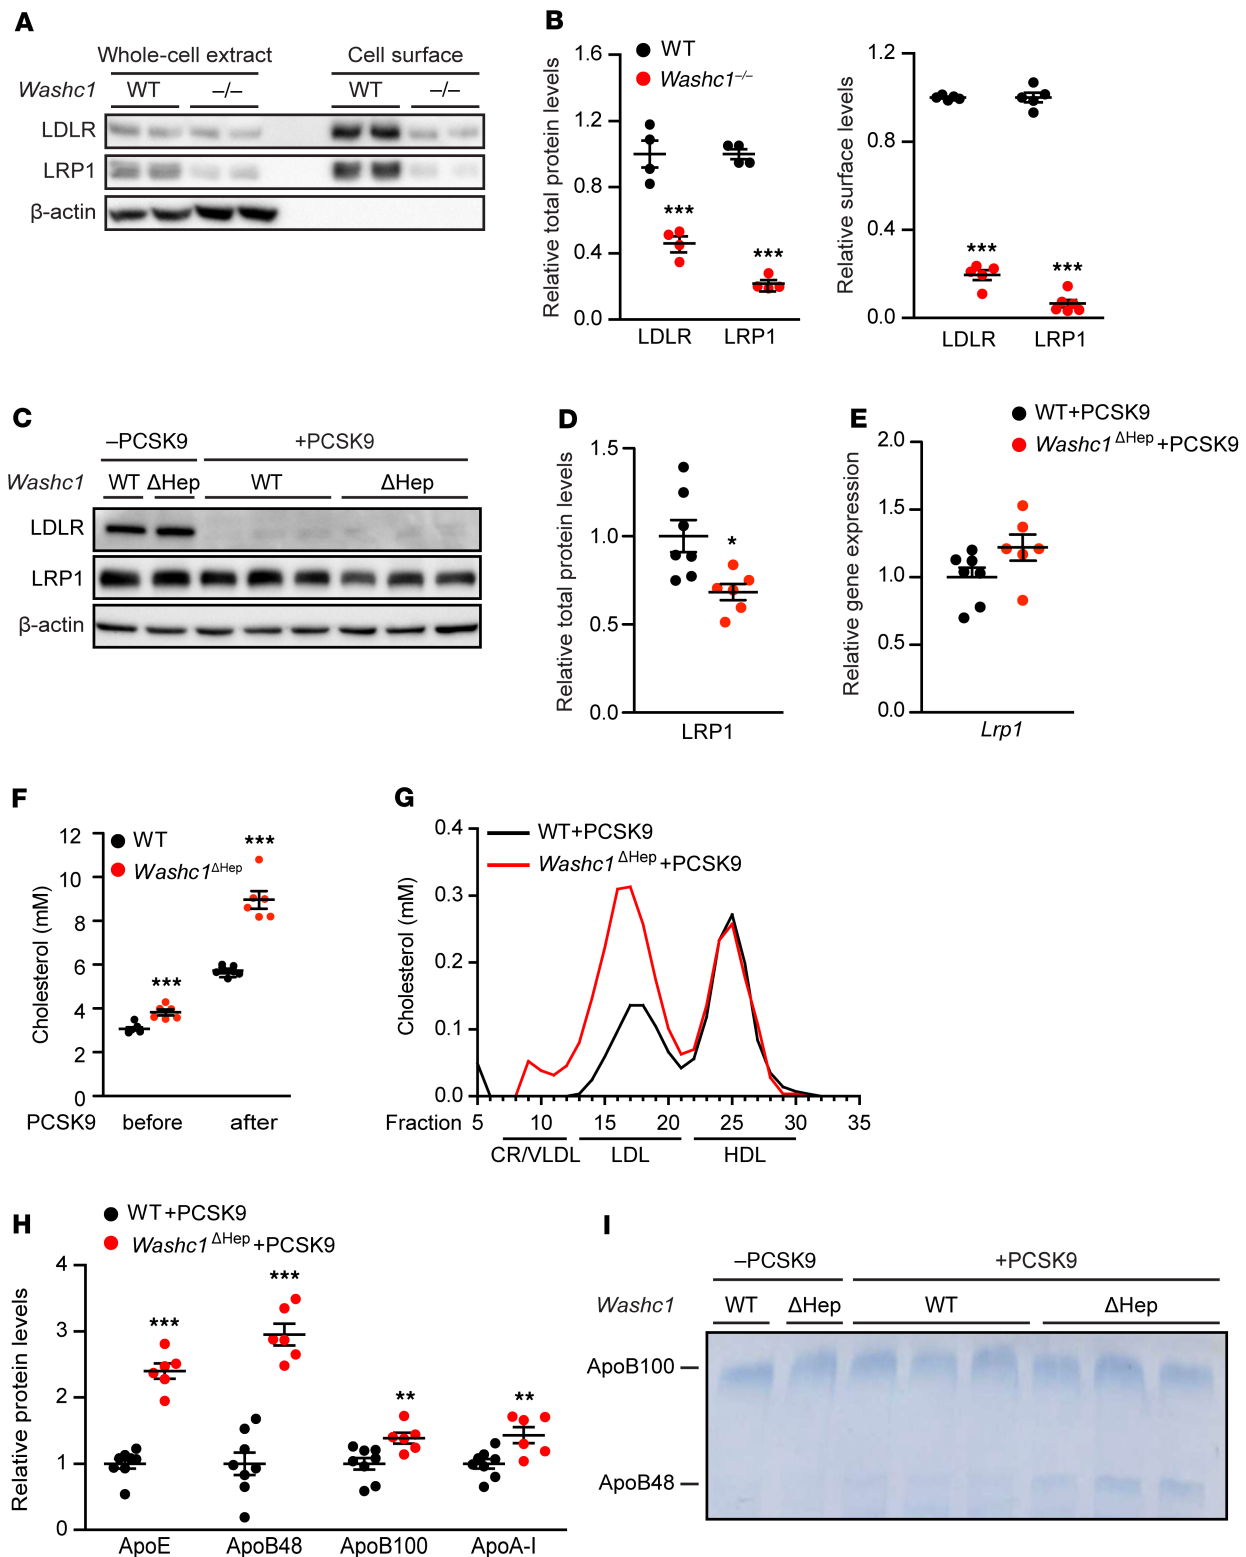 A
Whole-cell extract Cell surface
Washc1 WT –/– WT –/–
LDLR
LRP1
β-actin
B
WT
Washc1–/–
Relative total protein levels
1.6
1.2
0.8
0.4
0.0
***
***
LDLR LRP1
Relative surface levels
1.2
0.8
0.4
0.0
***
***
LDLR LRP1
C
–PCSK9 +PCSK9
Washc1 WT ΔHep WT ΔHep
LDLR
LRP1
β-actin
D
Relative total protein levels
1.5
1.0
0.5
0.0
*
LRP1
E
WT+PCSK9
Washc1ΔHep+PCSK9
Relative gene expression
2.0
1.5
1.0
0.5
0.0
Lrp1
F
WT
Washc1ΔHep
Cholesterol (mM)
12
10
8
6
4
2
0
***
***
PCSK9 before after
G
WT+PCSK9
Washc1ΔHep+PCSK9
Cholesterol (mM)
0.4
0.3
0.2
0.1
0.0
Fraction 5 10 15 20 25 30 35
CR/VLDL LDL HDL
H
WT+PCSK9
Washc1ΔHep+PCSK9
Relative protein levels
4
3
2
1
0
*** *** ** **
ApoE ApoB48 ApoB100 ApoA-I
I
–PCSK9 +PCSK9
Washc1 WT ΔHep WT ΔHep
ApoB100
ApoB48